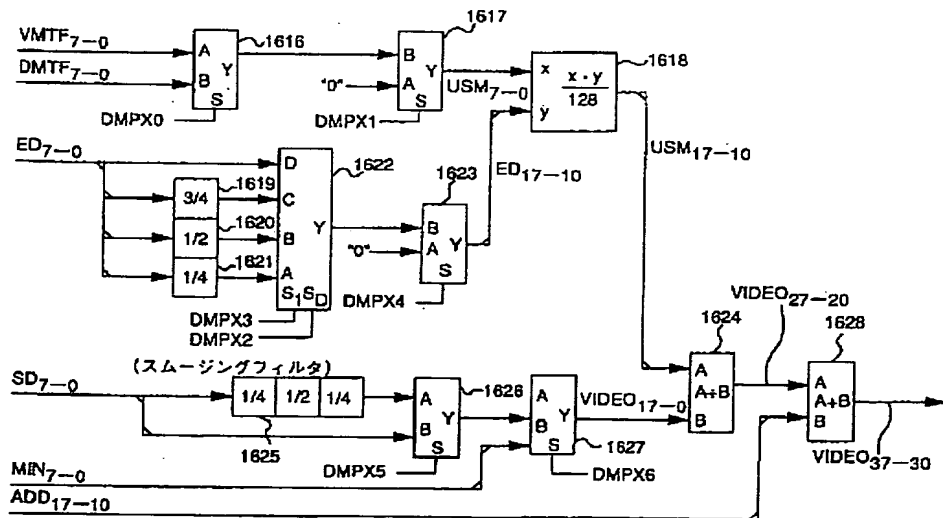 VMTF7-0
A
1616
Y
DMTF7-0
B
S
DMPX0
1617
B
Y
"0"
A
S
DMPX1
USM7-0
x
x · y
128
y
1618
USM17-10
ED7-0
D
1622
1619
3/4
C
1620
1/2
B
Y
1621
1/4
A
S1 SD
DMPX3
DMPX2
1623
B
"0"
A
Y
S
DMPX4
ED17-10
(スムージングフィルタ)
SD7-0
1/4 1/2 1/4
1625
A
1626
B
Y
S
DMPX5
A
B
Y
S
1627
DMPX6
VIDEO17-0
1624
A
A+B
B
VIDEO27-20
1628
A
A+B
B
VIDEO37-30
MIN7-0
ADD17-10